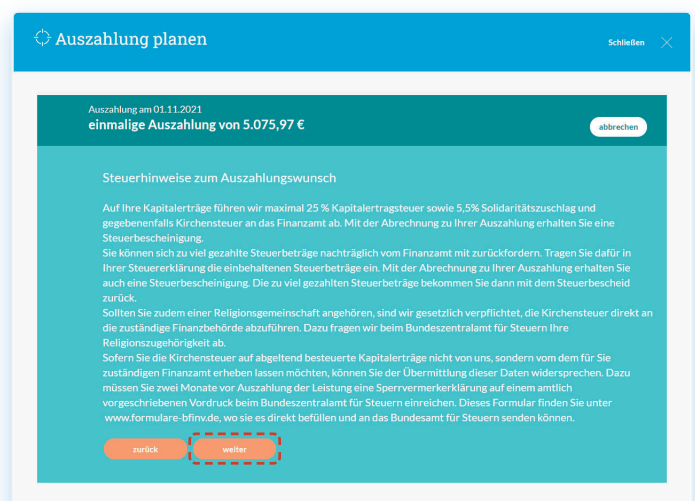 Auszahlung planen
Schließen
Auszahlung am 01.11.2021
einmalige Auszahlung von 5.075,97 €
abbrechen
Steuerhinweise zum Auszahlungswunsch
Auf Ihre Kapitalerträge führen wir maximal 25 % Kapitalertragsteuer sowie 5,5% Solidaritätszuschlag und
gegebenenfalls Kirchensteuer an das Finanzamt ab. Mit der Abrechnung zu Ihrer Auszahlung erhalten Sie eine
Steuerbescheinigung.
Sie können sich zu viel gezahlte Steuerbeträge nachträglich vom Finanzamt mit zurückfordern. Tragen Sie dafür in
Ihrer Steuererklärung die einbehaltenen Steuerbeträge ein. Mit der Abrechnung zu Ihrer Auszahlung erhalten Sie
auch eine Steuerbescheinigung. Die zu viel gezahlten Steuerbeträge bekommen Sie dann mit dem Steuerbescheid
zurück.
Sollten Sie zudem einer Religionsgemeinschaft angehören, sind wir gesetzlich verpflichtet, die Kirchensteuer direkt an
die zuständige Finanzbehörde abzuführen. Dazu fragen wir beim Bundeszentralamt für Steuern Ihre
Religionszugehörigkeit ab.
Sofern Sie die Kirchensteuer auf abgeltend besteuerte Kapitalerträge nicht von uns, sondern vom dem für Sie
zuständigen Finanzamt erheben lassen möchten, können Sie der Übermittlung dieser Daten widersprechen. Dazu
müssen Sie zwei Monate vor Auszahlung der Leistung eine Sperrvermerkerklärung auf einem amtlich
vorgeschriebenen Vordruck beim Bundeszentralamt für Steuern einreichen. Dieses Formular finden Sie unter
www.formulare-bfinv.de, wo sie es direkt befüllen und an das Bundesamt für Steuern senden können.
zurück
weiter